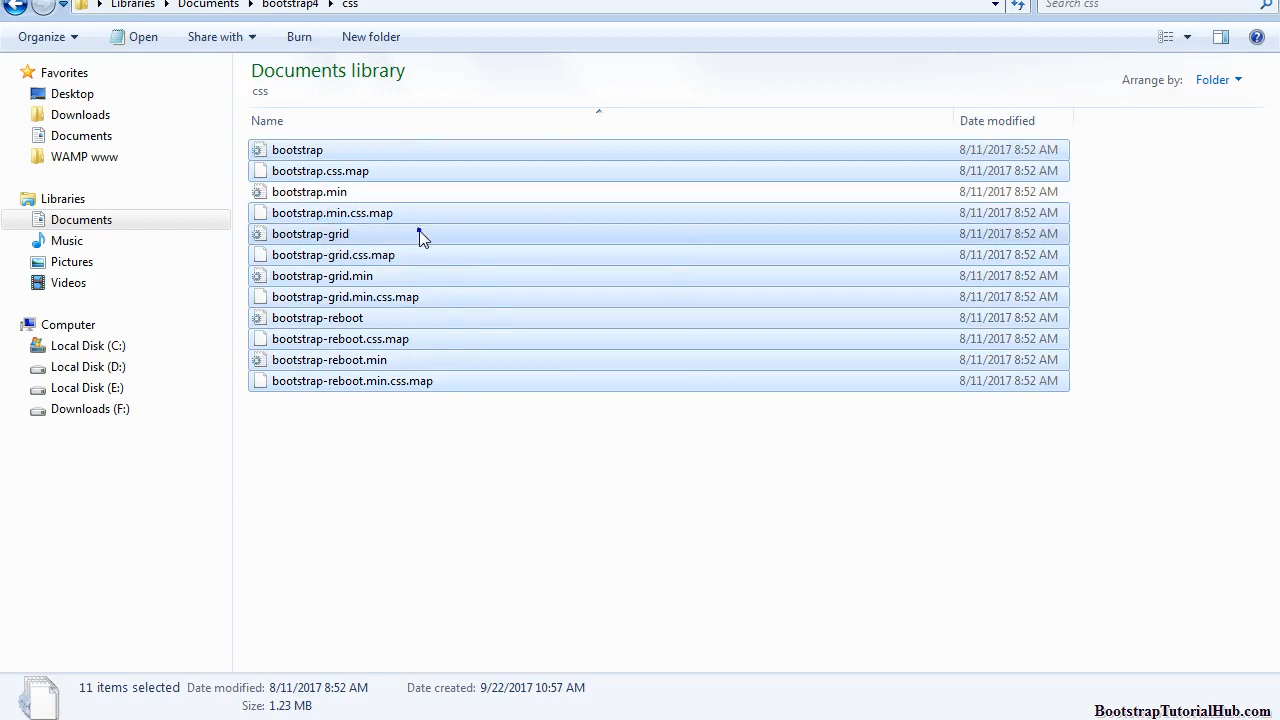 Libraries Documents bootstrap4 css Search css
Organize Open Share with Burn New folder
Favorites
Desktop
Downloads
Documents
WAMP www
Libraries
Documents
Music
Pictures
Videos
Computer
Local Disk (C:)
Local Disk (D:)
Local Disk (E:)
Downloads (F:)
Documents library
css
Arrange by: Folder
Name Date modified
bootstrap 8/11/2017 8:52 AM
bootstrap.css.map 8/11/2017 8:52 AM
bootstrap.min 8/11/2017 8:52 AM
bootstrap.min.css.map 8/11/2017 8:52 AM
bootstrap-grid 8/11/2017 8:52 AM
bootstrap-grid.css.map 8/11/2017 8:52 AM
bootstrap-grid.min 8/11/2017 8:52 AM
bootstrap-grid.min.css.map 8/11/2017 8:52 AM
bootstrap-reboot 8/11/2017 8:52 AM
bootstrap-reboot.css.map 8/11/2017 8:52 AM
bootstrap-reboot.min 8/11/2017 8:52 AM
bootstrap-reboot.min.css.map 8/11/2017 8:52 AM
11 items selected Date modified: 8/11/2017 8:52 AM Date created: 9/22/2017 10:57 AM
Size: 1.23 MB
BootstrapTutorialHub.com